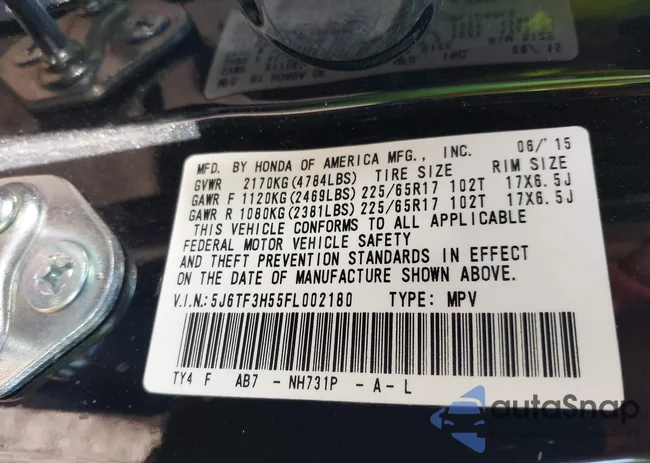 MFD. BY HONDA OF AMERICA MFG., INC. 06/'15
GVWR 2170KG(4784LBS) TIRE SIZE RIM SIZE
GAWR F 1120KG(2469LBS) 225/65R17 102T 17X6.5J
GAWR R 1080KG(2381LBS) 225/65R17 102T 17X6.5J
THIS VEHICLE CONFORMS TO ALL APPLICABLE
FEDERAL MOTOR VEHICLE SAFETY
AND THEFT PREVENTION STANDARDS IN EFFECT
ON THE DATE OF MANUFACTURE SHOWN ABOVE.
V.I.N.:5J6TF3H55FL002180 TYPE: MPV
TY4 F AB7 - NH731P - A - L
autoSnap